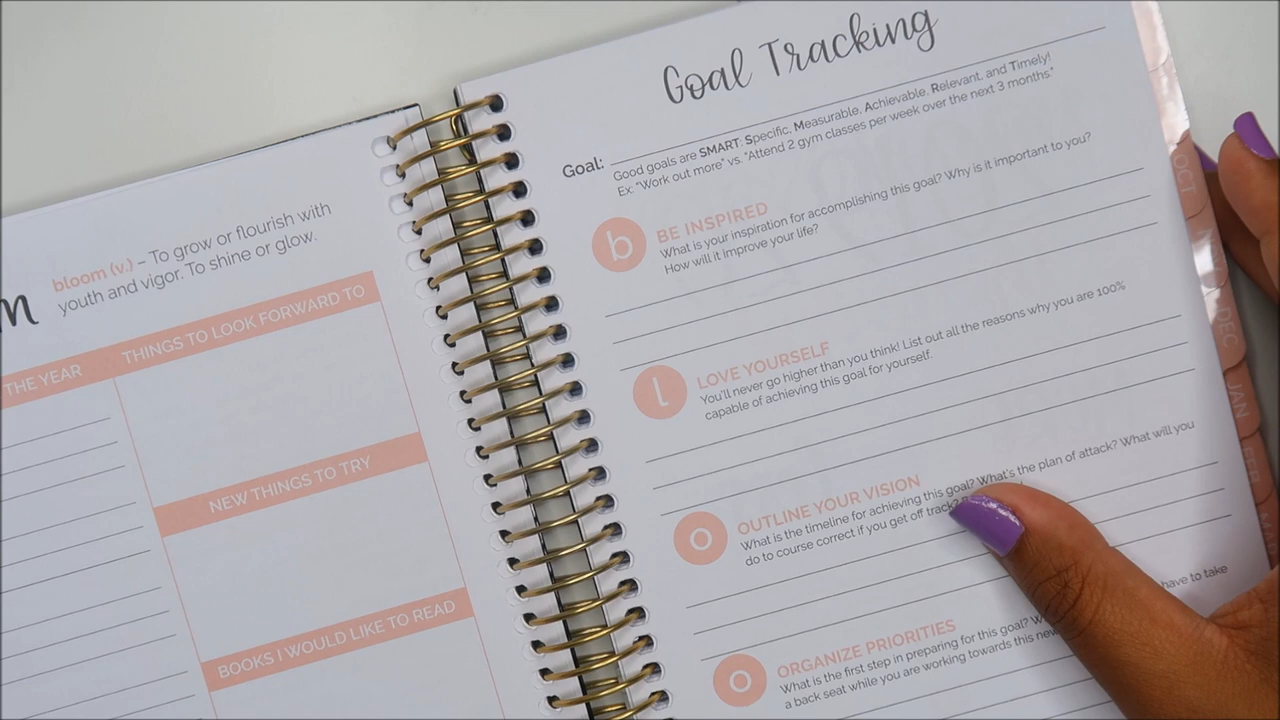 bloom (v.) – To grow or flourish with
youth and vigor. To shine or glow.
THE YEAR
THINGS TO LOOK FORWARD TO
NEW THINGS TO TRY
BOOKS I WOULD LIKE TO READ
Goal Tracking
Goal:
Good goals are SMART: Specific, Measurable, Achievable, Relevant, and Timely!
Ex: "Work out more" vs. "Attend 2 gym classes per week over the next 3 months."
b
BE INSPIRED
What is your inspiration for accomplishing this goal? Why is it important to you?
How will it improve your life?
l
LOVE YOURSELF
You'll never go higher than you think! List out all the reasons why you are 100%
capable of achieving this goal for yourself.
o
OUTLINE YOUR VISION
What is the timeline for achieving this goal? What's the plan of attack? What will you
do to course correct if you get off track?
o
ORGANIZE PRIORITIES
What is the first step in preparing for this goal? have to take
a back seat while you are working towards this new
OCT
DEC
JAN
FEB